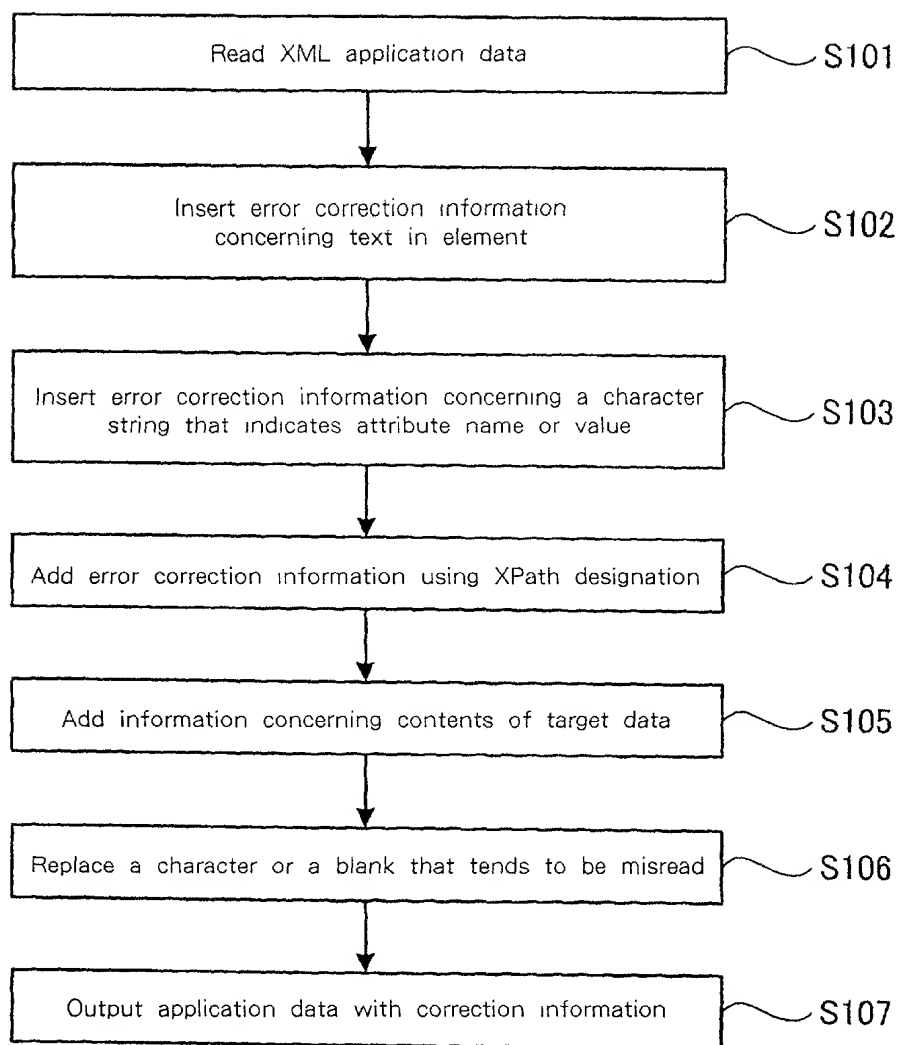 Read XML application data
S101
Insert error correction information
concerning text in element
S102
Insert error correction information concerning a character
string that indicates attribute name or value
S103
Add error correction information using XPath designation
S104
Add information concerning contents of target data
S105
Replace a character or a blank that tends to be misread
S106
Output application data with correction information
S107